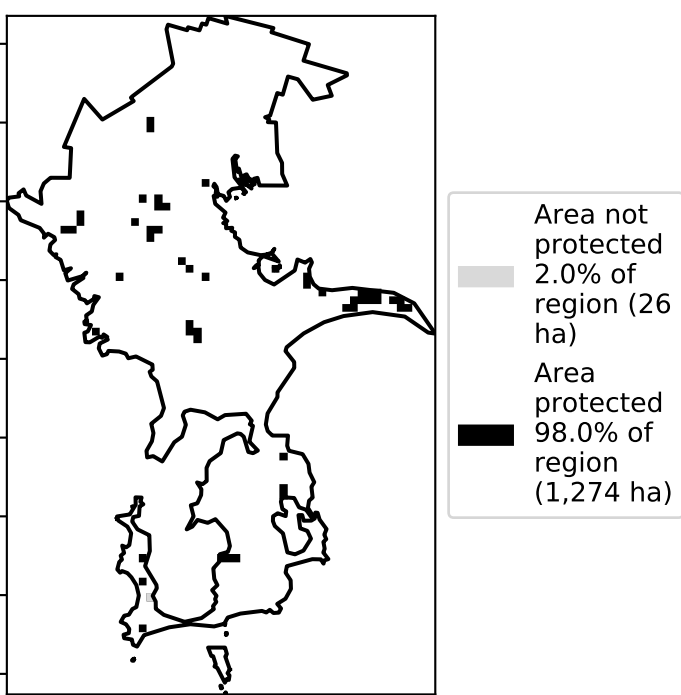 Area not
protected
2.0% of
region (26
ha)
Area
protected
98.0% of
region
(1,274 ha)